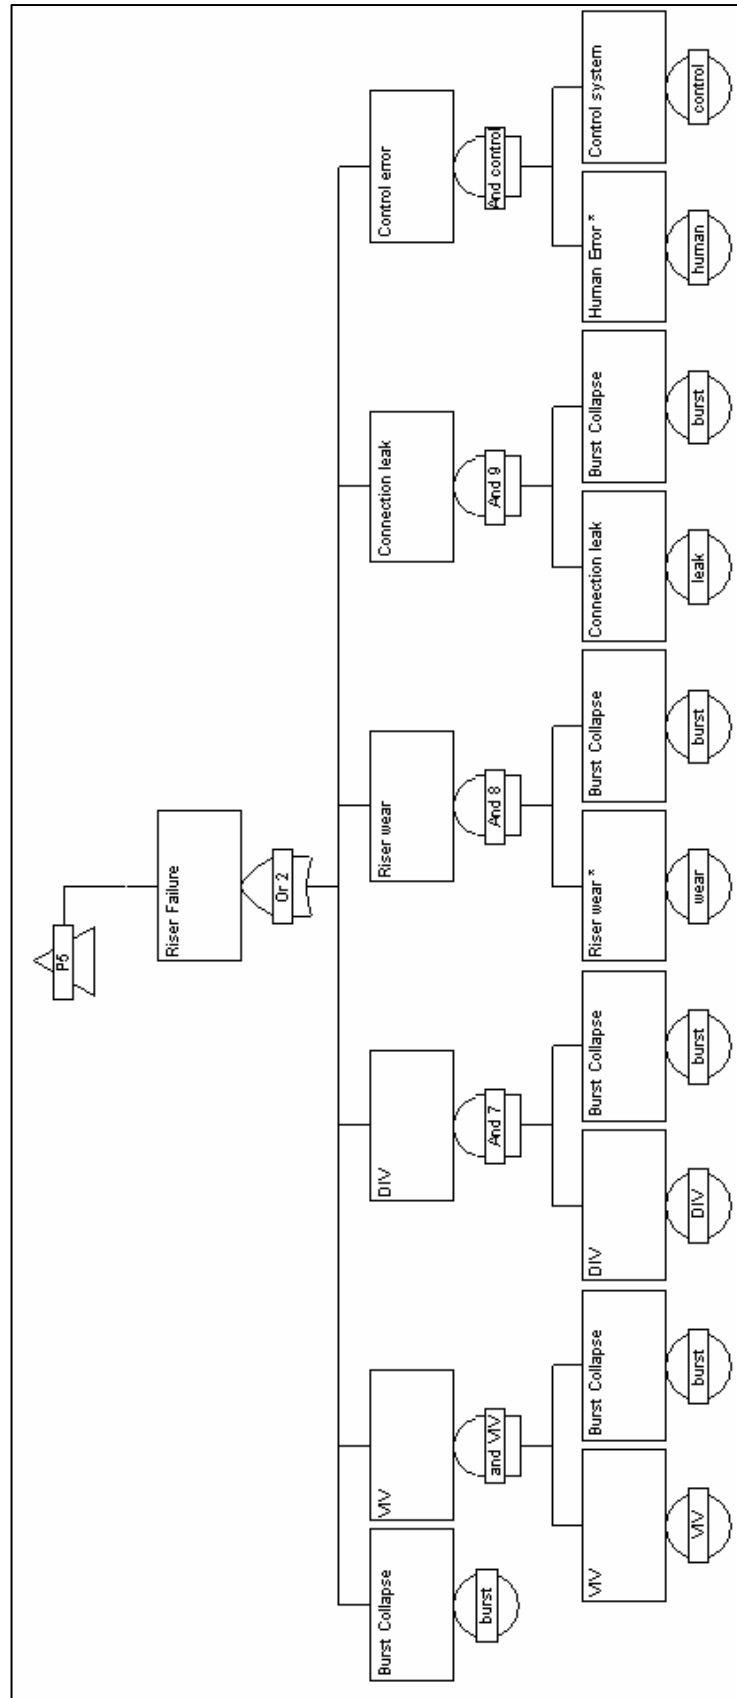 P5
Riser Failure
Or 2
Burst Collapse
burst
VIV
and VIV
DIV
And 7
Riser wear
And 8
Connection leak
And 9
Control error
And control
VIV
VIV
Burst Collapse
burst
DIV
DIV
Burst Collapse
burst
Riser wear *
wear
Burst Collapse
burst
Connection leak
leak
Burst Collapse
burst
Human Error *
human
Control system
control